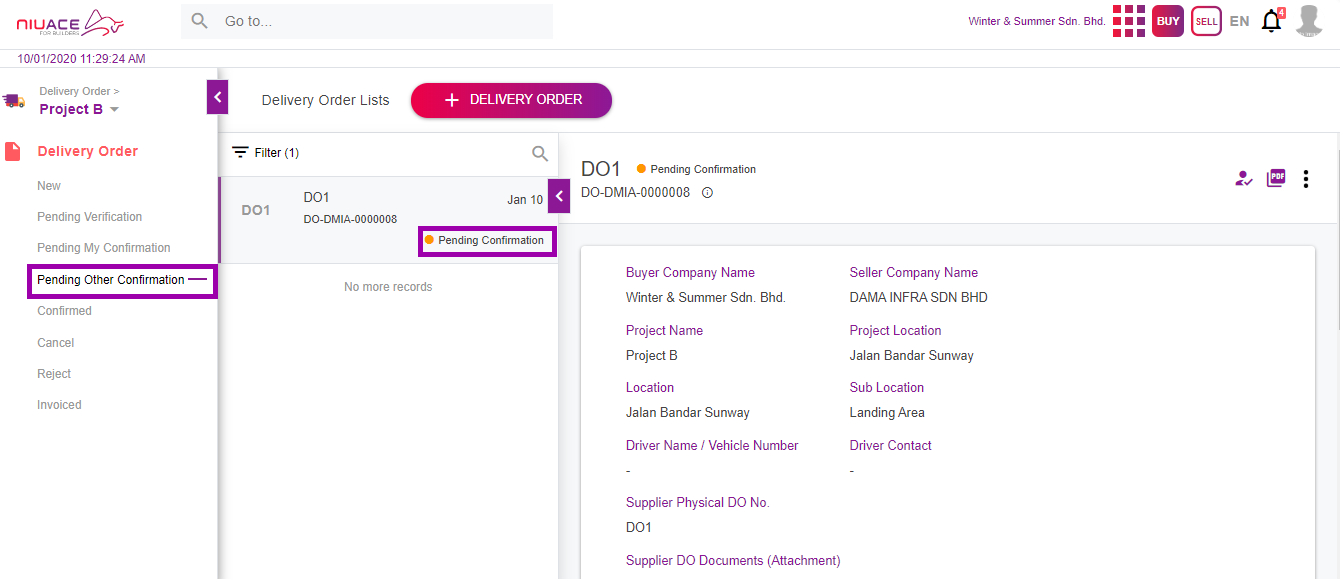 NIUACE
FOR BUILDERS
Go to...
Winter & Summer Sdn. Bhd.
BUY
SELL
EN
4
10/01/2020 11:29:24 AM
Delivery Order >
Project B
Delivery Order
New
Pending Verification
Pending My Confirmation
Pending Other Confirmation
Confirmed
Cancel
Reject
Invoiced
Delivery Order Lists
+ DELIVERY ORDER
Filter (1)
DO1
DO1
Jan 10
DO-DMIA-0000008
Pending Confirmation
No more records
DO1
Pending Confirmation
DO-DMIA-0000008
PDF
Buyer Company Name
Seller Company Name
Winter & Summer Sdn. Bhd.
DAMA INFRA SDN BHD
Project Name
Project Location
Project B
Jalan Bandar Sunway
Location
Sub Location
Jalan Bandar Sunway
Landing Area
Driver Name / Vehicle Number
Driver Contact
-
-
Supplier Physical DO No.
DO1
Supplier DO Documents (Attachment)